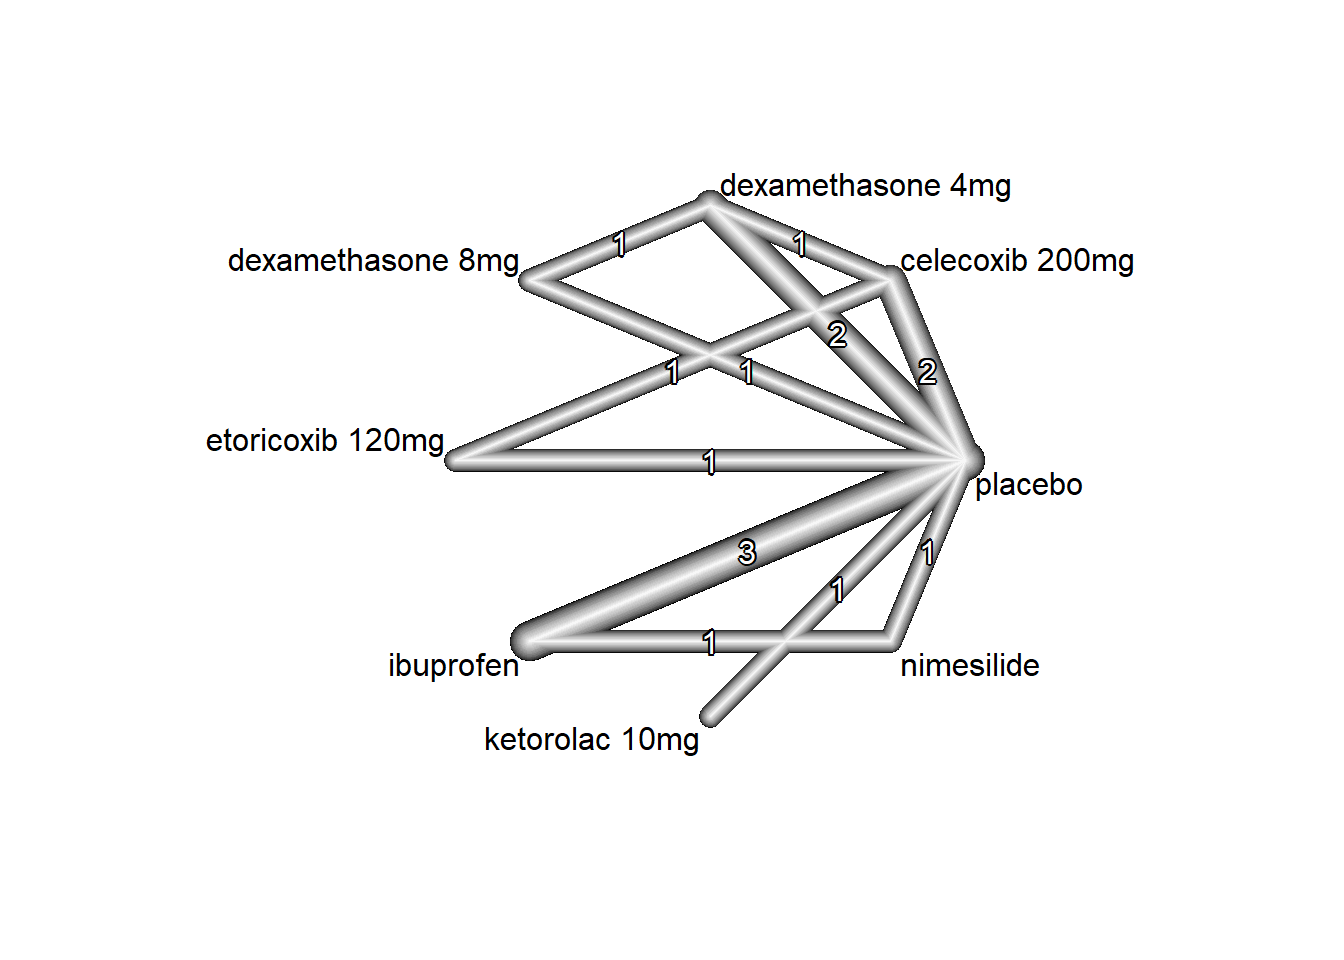 dexamethasone 4mg
1
1
dexamethasone 8mg
celecoxib 200mg
2
1
1
2
etoricoxib 120mg
1
placebo
3
1
1
1
ibuprofen
nimesilide
ketorolac 10mg